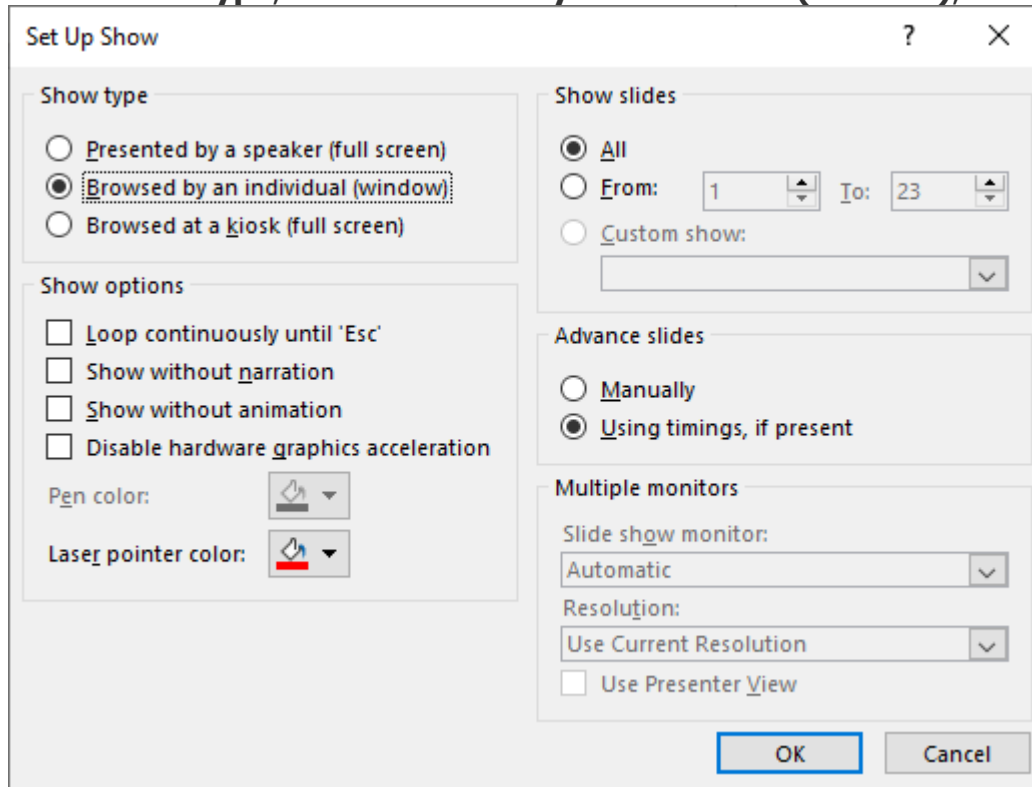 Set Up Show
?
Show type
Presented by a speaker (full screen)
Browsed by an individual (window)
Browsed at a kiosk (full screen)
Show options
Loop continuously until 'Esc'
Show without narration
Show without animation
Disable hardware graphics acceleration
Pen color:
Laser pointer color:
Show slides
All
From: 1 To: 23
Custom show:
Advance slides
Manually
Using timings, if present
Multiple monitors
Slide show monitor:
Automatic
Resolution:
Use Current Resolution
Use Presenter View
OK Cancel